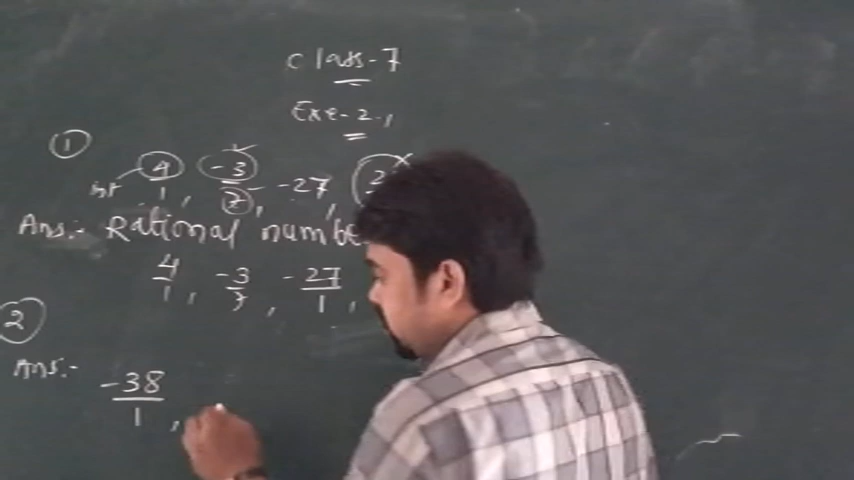 Class-7
Exe-2.1
1
int 4/1, -3/7, -27,
Ans:- Rational numbe
4/1, -3/7, -27/1,
2
Ans:- -38/1,